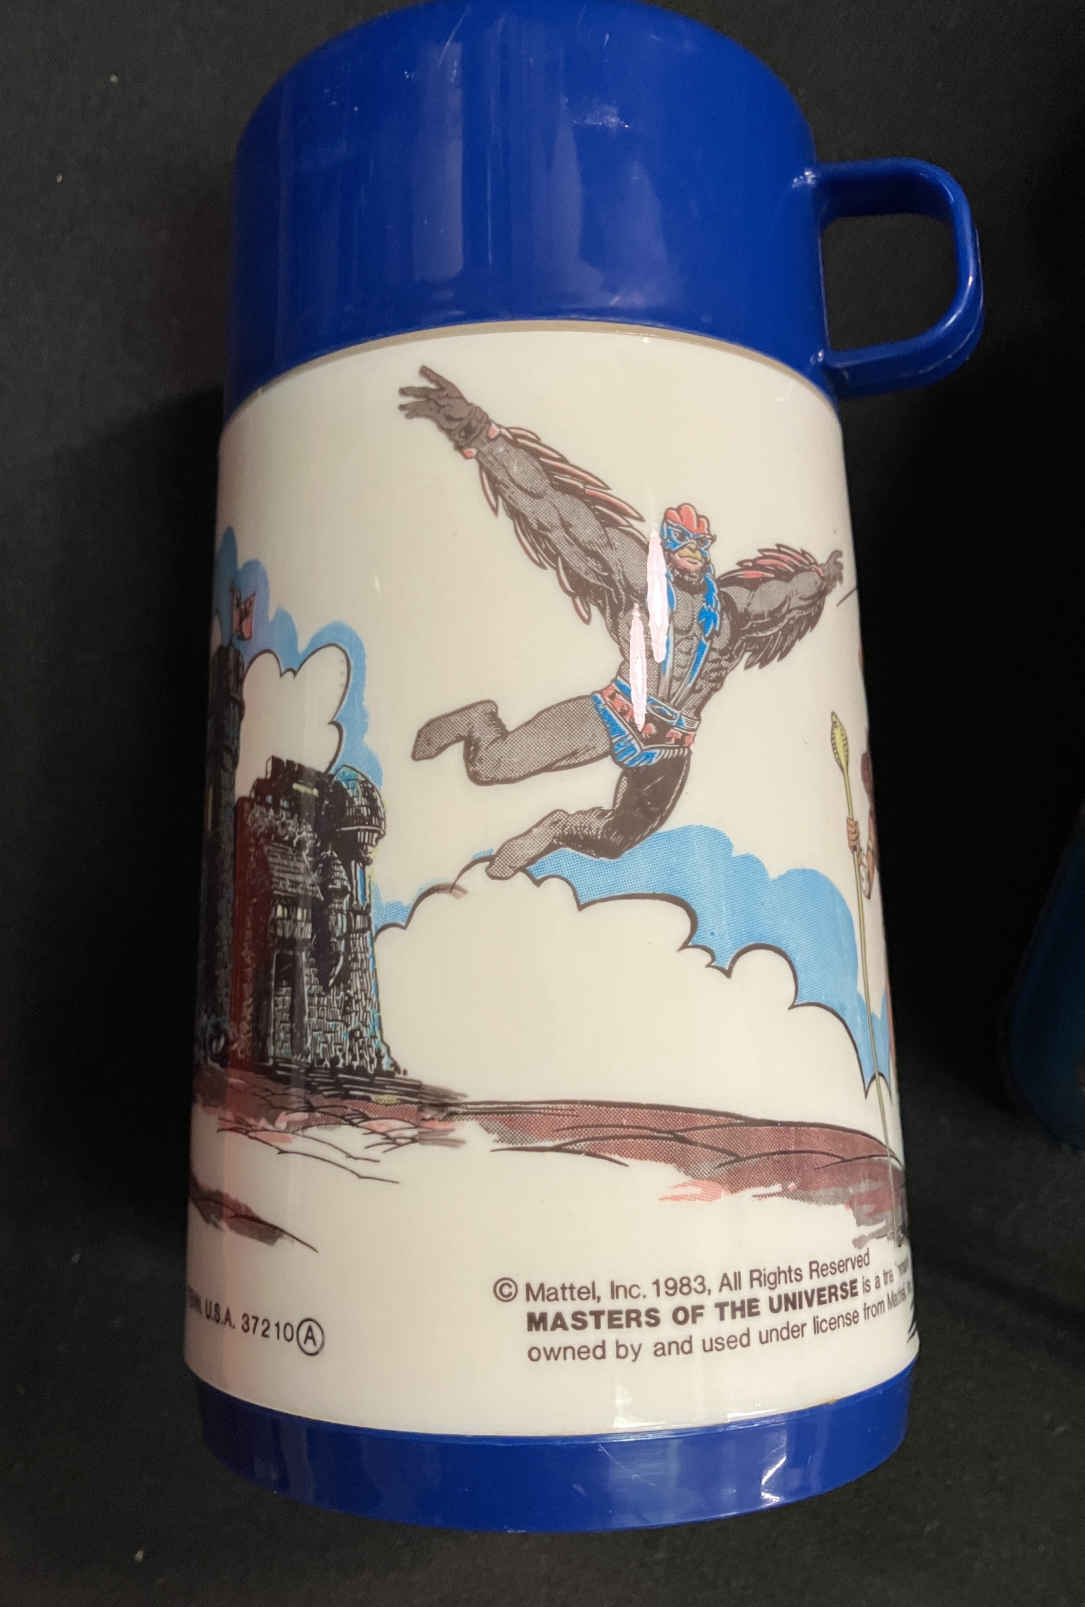 © Mattel, Inc. 1983, All Rights Reserved
MASTERS OF THE UNIVERSE is a
owned by and used under license from
U.S.A. 37210 Ⓐ